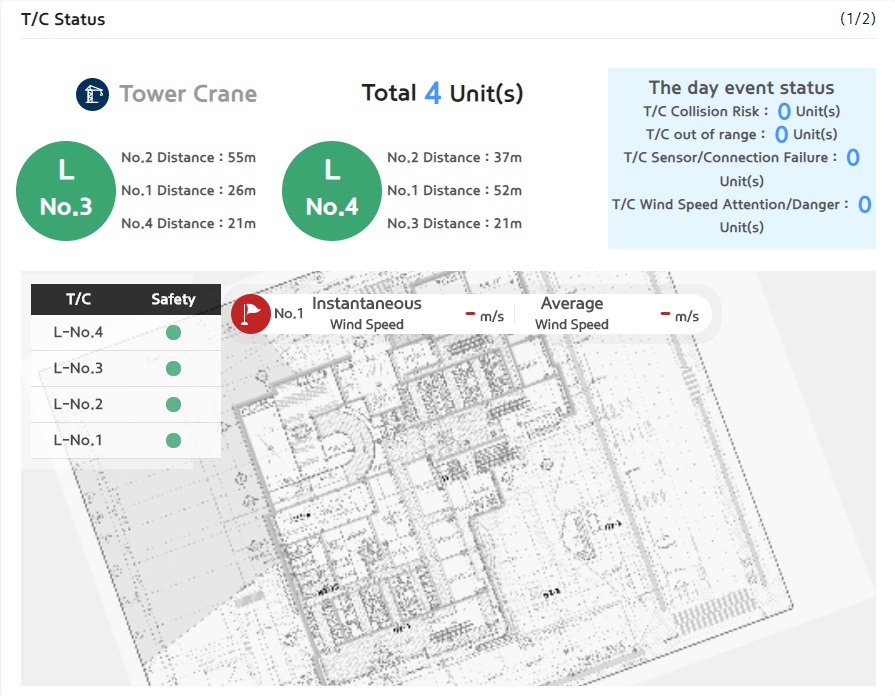 T/C Status
(1/2)
Tower Crane
Total 4 Unit(s)
L
No.3
No.2 Distance : 55m
No.1 Distance : 26m
No.4 Distance : 21m
L
No.4
No.2 Distance : 37m
No.1 Distance : 52m
No.3 Distance : 21m
The day event status
T/C Collision Risk : 0 Unit(s)
T/C out of range : 0 Unit(s)
T/C Sensor/Connection Failure : 0
Unit(s)
T/C Wind Speed Attention/Danger : 0
Unit(s)
T/C Safety
L-No.4
L-No.3
L-No.2
L-No.1
No.1
Instantaneous
Wind Speed
- m/s
Average
Wind Speed
- m/s